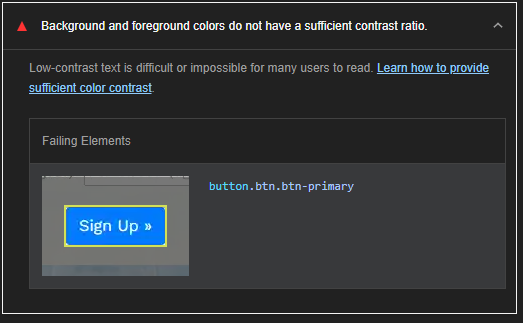 Background and foreground colors do not have a sufficient contrast ratio.
Low-contrast text is difficult or impossible for many users to read. Learn how to provide
sufficient color contrast.
Failing Elements
Sign Up »
button.btn.btn-primary